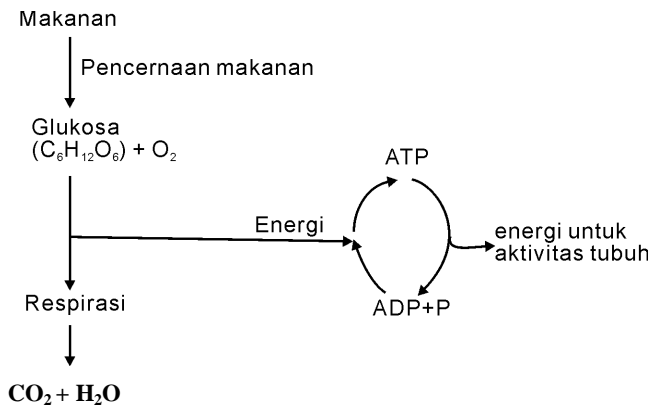 Makanan
Pencernaan makanan
Glukosa
(C₆H₁₂O₆) + O₂
ATP
Energi
energi untuk
aktivitas tubuh
Respirasi
ADP+P
CO₂ + H₂O